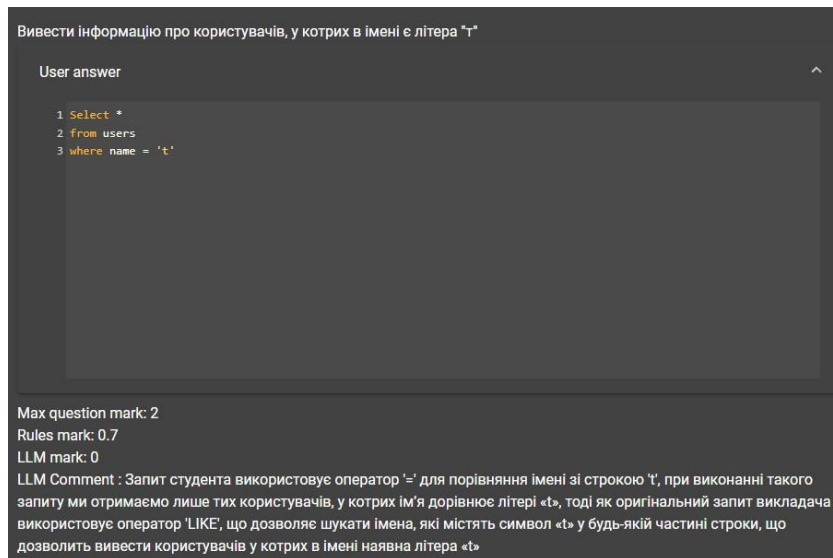 Вивести інформацію про користувачів, у котрих в імені є літера "т"
User answer
1 Select *
2 from users
3 where name = 't'
Max question mark: 2
Rules mark: 0.7
LLM mark: 0
LLM Comment : Запит студента використовує оператор '=' для порівняння імені зі строкою 't', при виконанні такого
запиту ми отримаємо лише тих користувачів, у котрих ім’я дорівнює літері «t», тоді як оригінальний запит викладача
використовує оператор 'LIKE', що дозволяє шукати імена, які містять символ «t» у будь-якій частині строки, що
дозволить вивести користувачів у котрих в імені наявна літера «t»